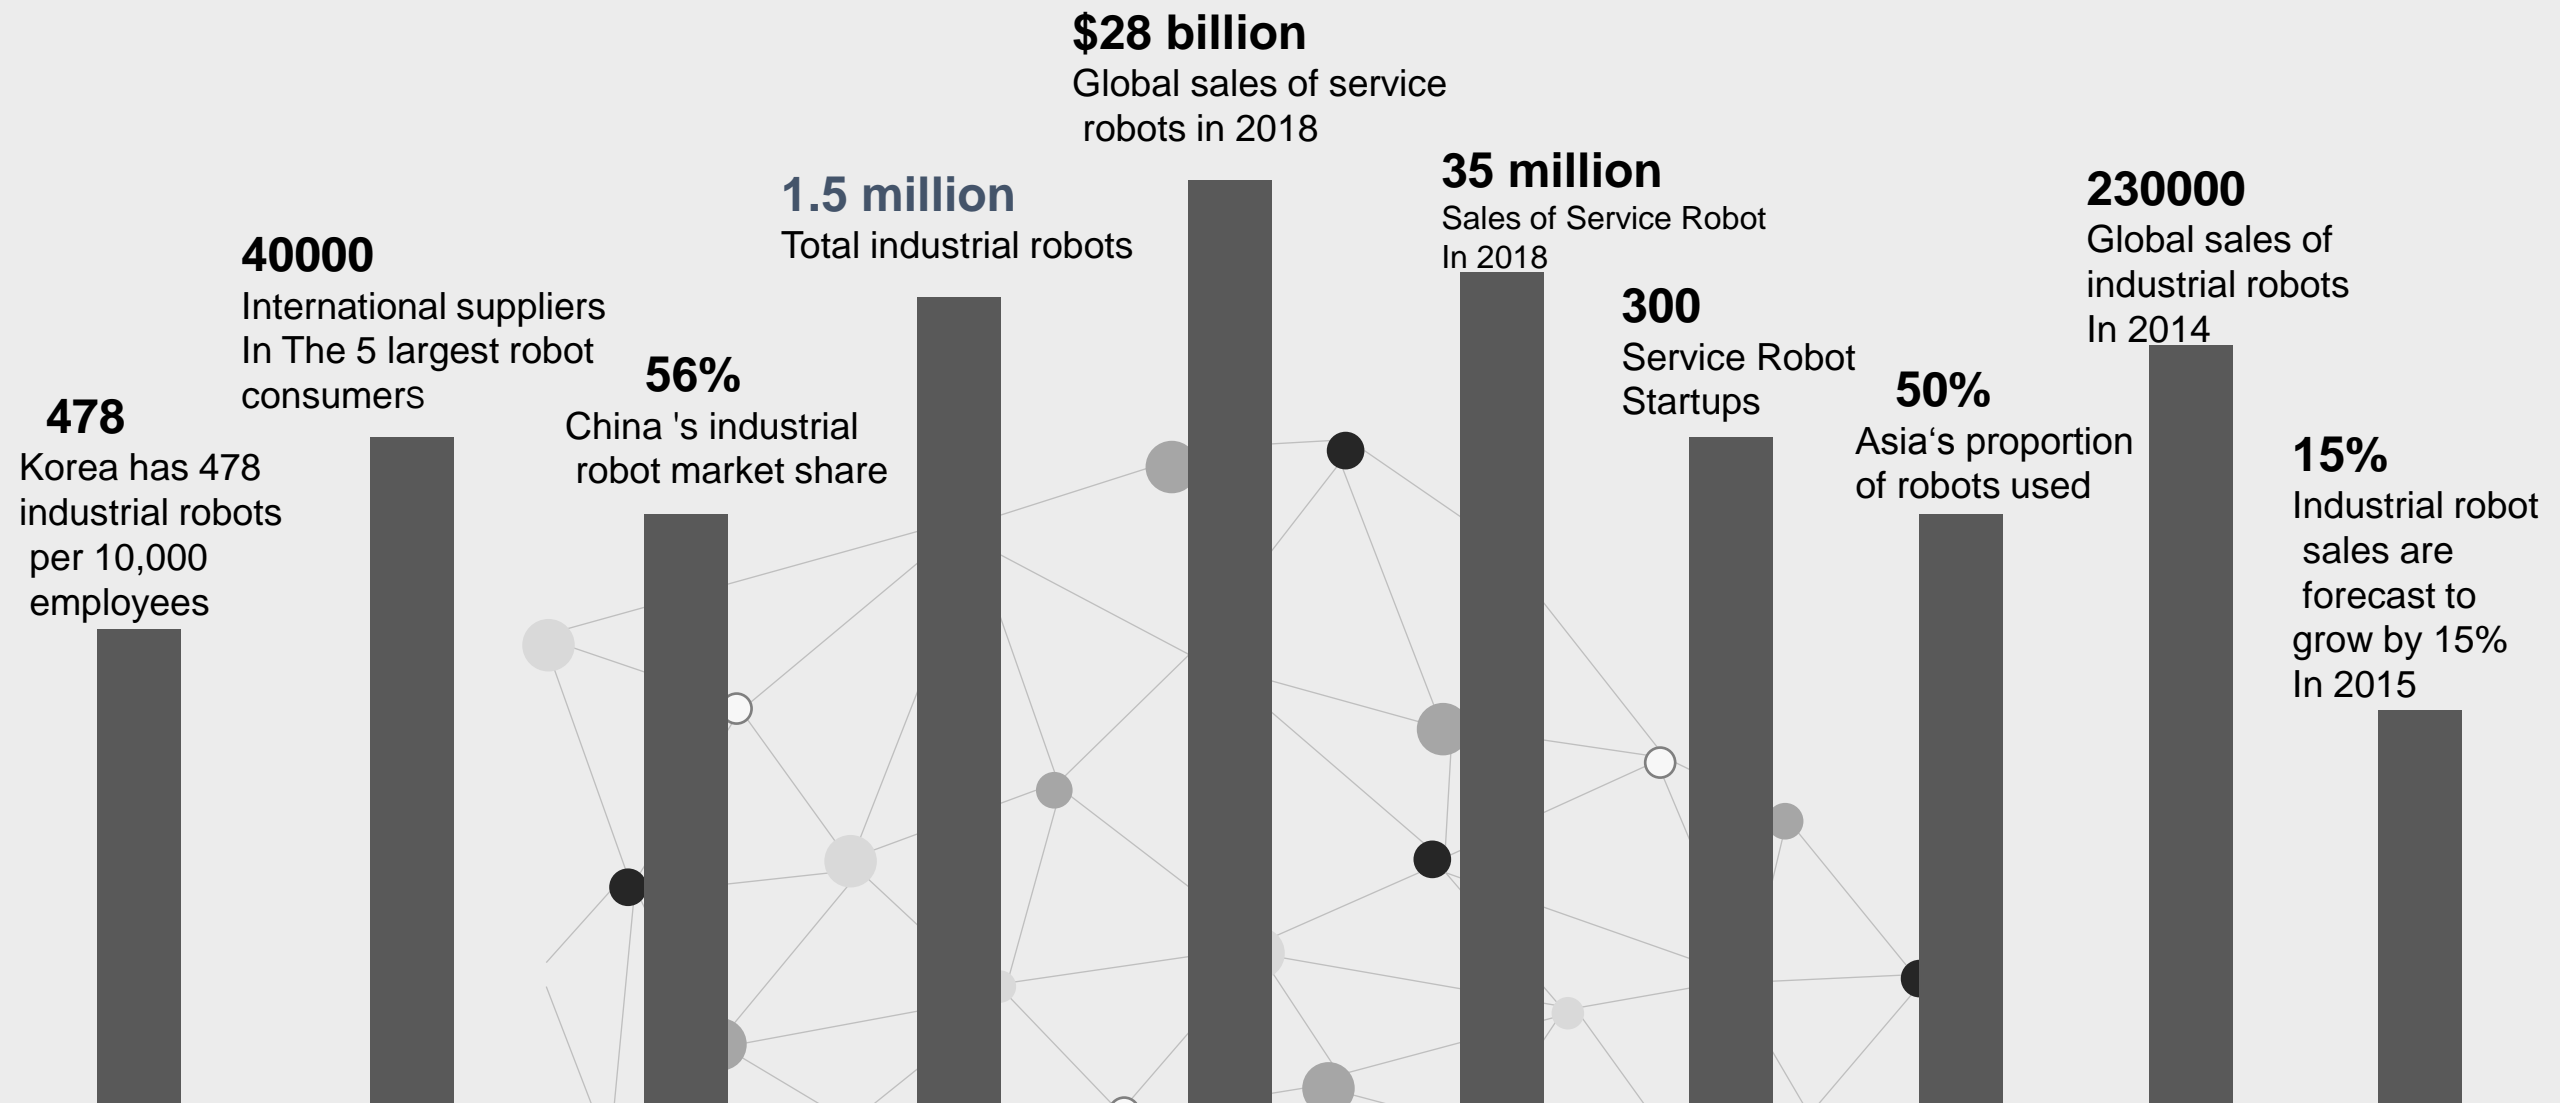 478
Korea has 478
industrial robots
per 10,000
employees
40000
International suppliers
In The 5 largest robot
consumers
56%
China 's industrial
robot market share
1.5 million
Total industrial robots
$28 billion
Global sales of service
robots in 2018
35 million
Sales of Service Robot
In 2018
300
Service Robot
Startups
50%
Asia‘s proportion
of robots used
230000
Global sales of
industrial robots
In 2014
15%
Industrial robot
sales are
forecast to
grow by 15%
In 2015